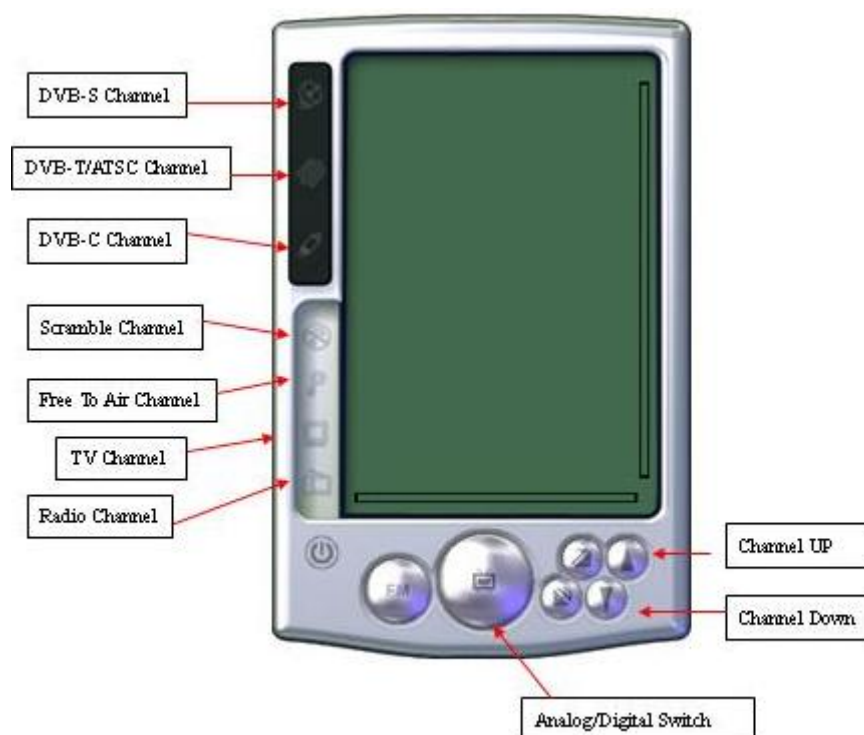 DVB-S Channel
DVB-T/ATSC Channel
DVB-C Channel
Scramble Channel
Free To Air Channel
TV Channel
Radio Channel
FM
Channel UP
Channel Down
Analog/Digital Switch